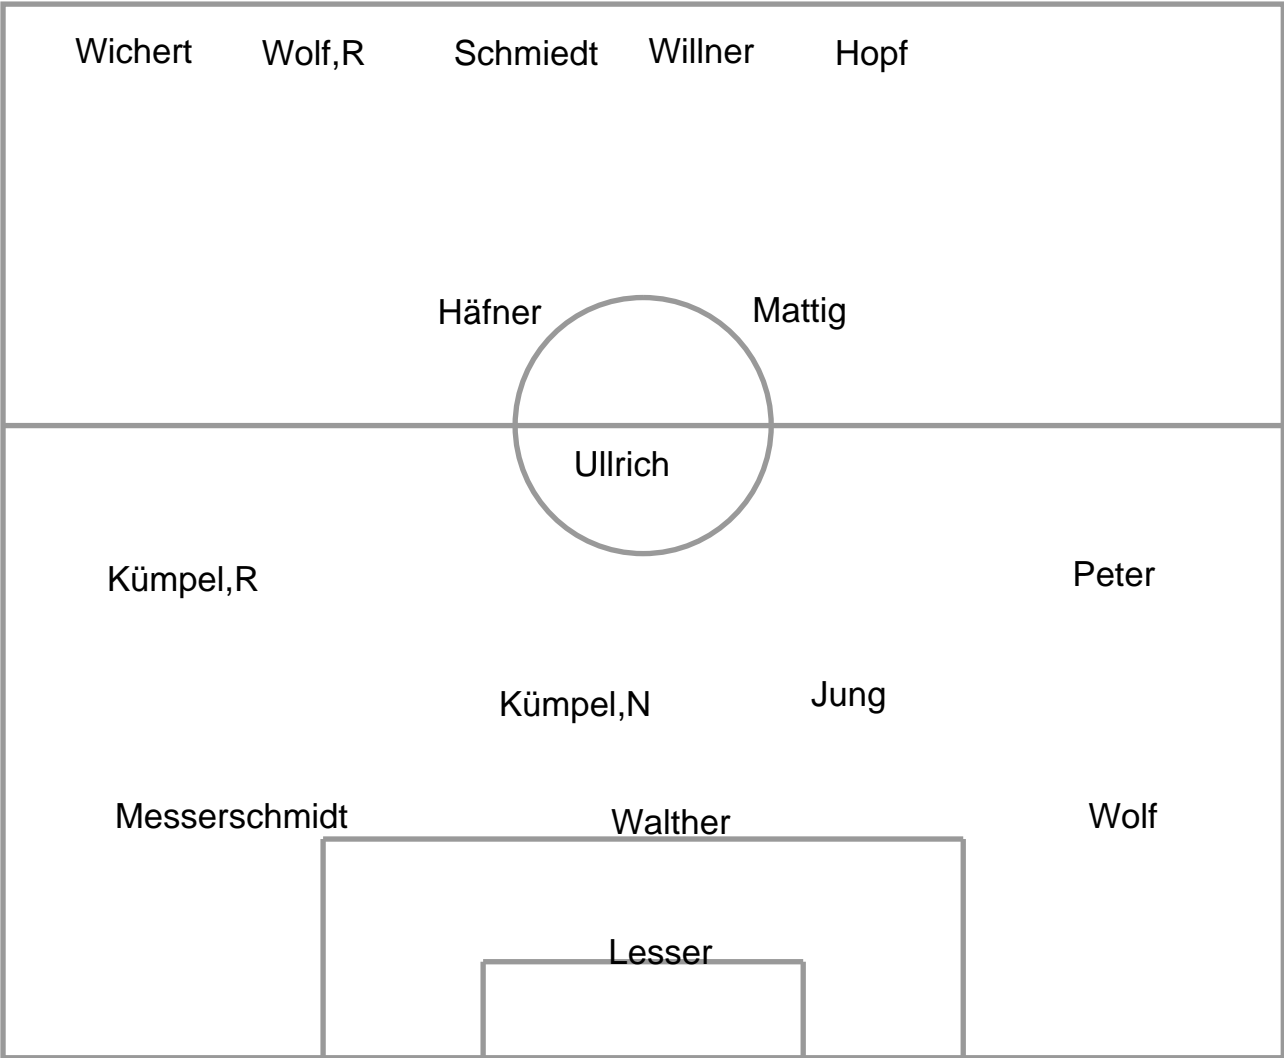 Wichert Wolf,R Schmiedt Willner Hopf
Häfner Mattig
Ullrich
Kümpel,R Peter
Kümpel,N Jung
Messerschmidt Walther Wolf
Lesser